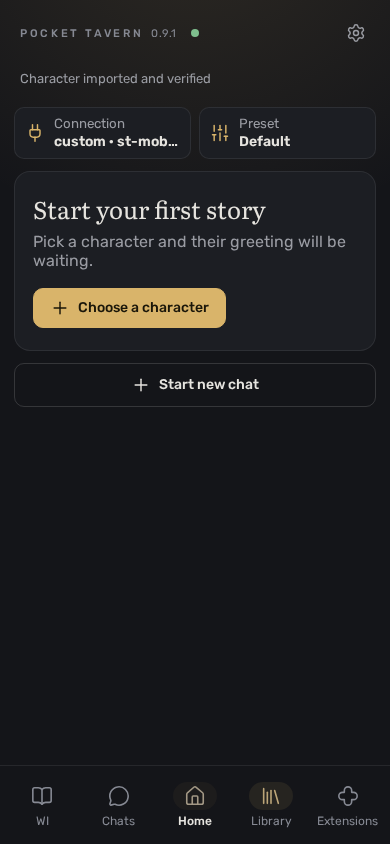 POCKET TAVERN 0.9.1
Character imported and verified
Connection
custom • st-mob…
Preset
Default
Start your first story
Pick a character and their greeting will be
waiting.
Choose a character
Start new chat
WI
Chats
Home
Library
Extensions